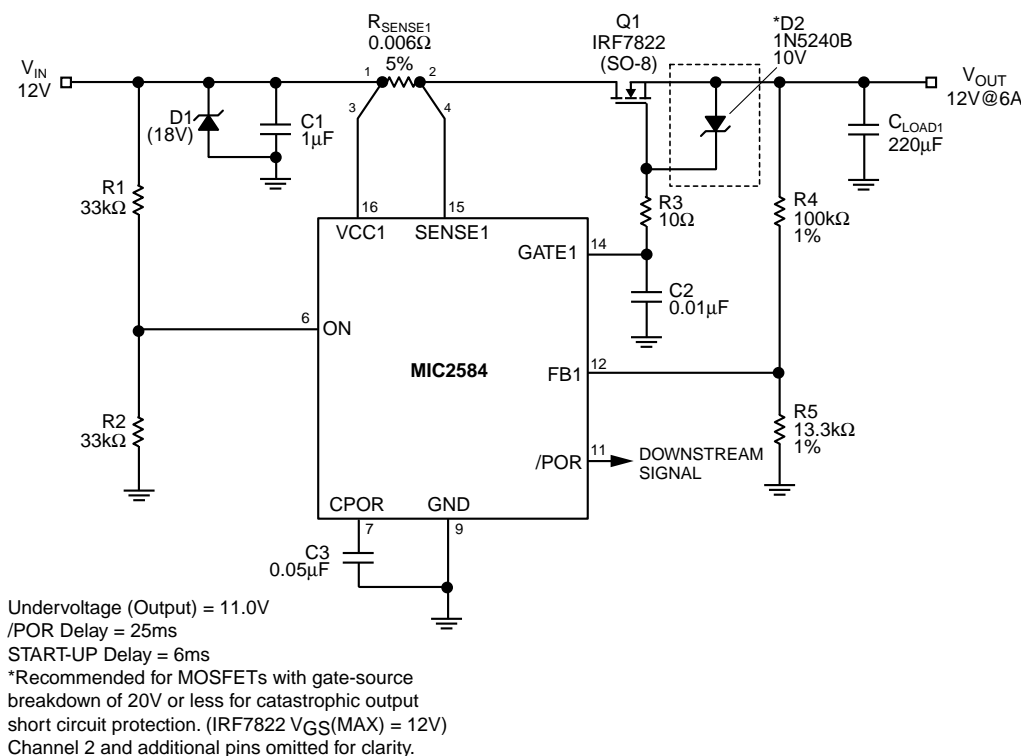 RSENSE1
0.006Ω
5%
Q1
IRF7822
(SO-8)
*D2
1N5240B
10V
VIN
12V
1
2
VOUT
12V@6A
3
4
D1
(18V)
C1
1µF
CLOAD1
220µF
R1
33kΩ
16
15
VCC1
SENSE1
R3
10Ω
R4
100kΩ
1%
GATE1
14
C2
0.01µF
6
ON
MIC2584
FB1
12
R2
33kΩ
R5
13.3kΩ
1%
/POR
11
DOWNSTREAM
SIGNAL
CPOR
GND
7
9
C3
0.05µF
Undervoltage (Output) = 11.0V
/POR Delay = 25ms
START-UP Delay = 6ms
*Recommended for MOSFETs with gate-source
breakdown of 20V or less for catastrophic output
short circuit protection. (IRF7822 VGS(MAX) = 12V)
Channel 2 and additional pins omitted for clarity.